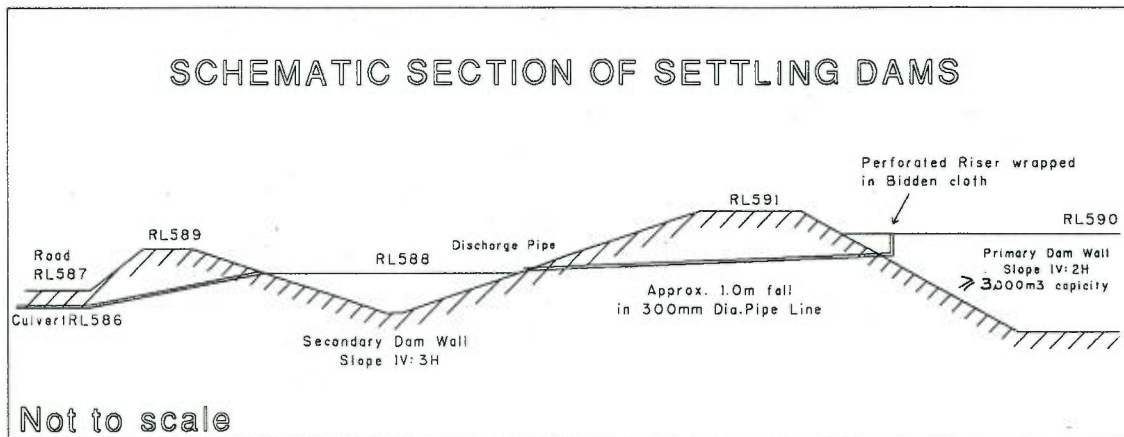 SCHEMATIC SECTION OF SETTLING DAMS
Perforated Riser wrapped
in Bidden cloth
RL591
RL590
RL589
Road
RL587
Discharge Pipe
RL588
Primary Dam Wall
Slope 1V:2H
≥ 3,000m3 capicity
Approx. 1.0m fall
in 300mm Dia.Pipe Line
CulvertRL586
Secondary Dam Wall
Slope 1V:3H
Not to scale